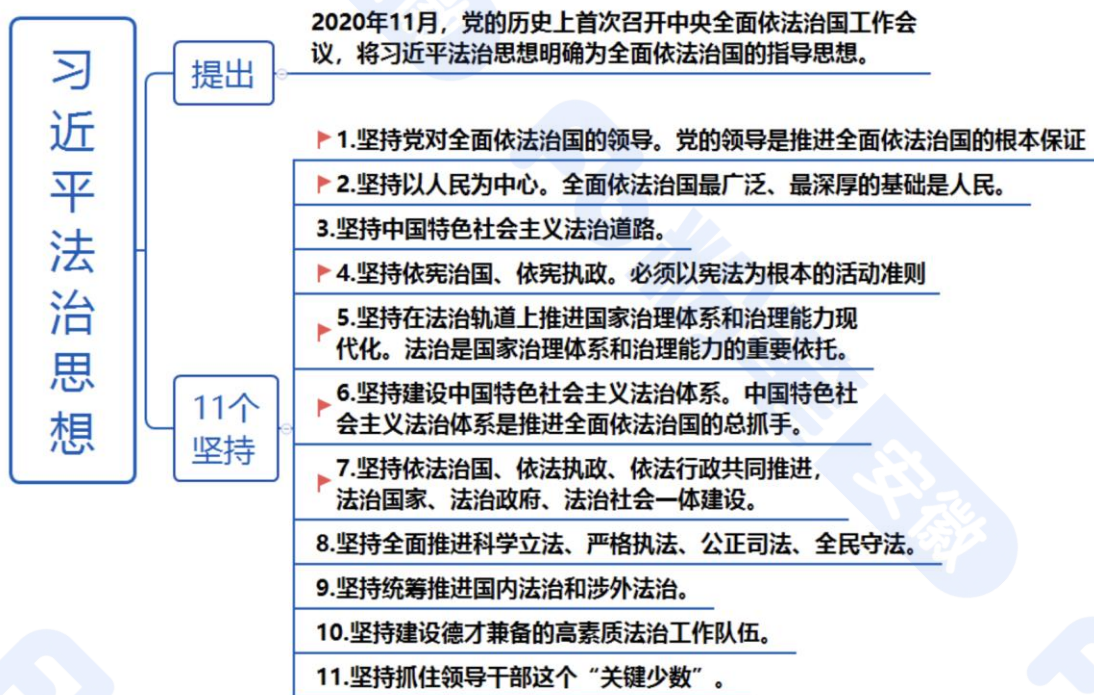 习近平法治思想
提出
2020年11月，党的历史上首次召开中央全面依法治国工作会
议，将习近平法治思想明确为全面依法治国的指导思想。
11个
坚持
1.坚持党对全面依法治国的领导。党的领导是推进全面依法治国的根本保证
2.坚持以人民为中心。全面依法治国最广泛、最深厚的基础是人民。
3.坚持中国特色社会主义法治道路。
4.坚持依宪治国、依宪执政。必须以宪法为根本的活动准则
5.坚持在法治轨道上推进国家治理体系和治理能力现
代化。法治是国家治理体系和治理能力的重要依托。
6.坚持建设中国特色社会主义法治体系。中国特色社
会主义法治体系是推进全面依法治国的总抓手。
7.坚持依法治国、依法执政、依法行政共同推进，
法治国家、法治政府、法治社会一体建设。
8.坚持全面推进科学立法、严格执法、公正司法、全民守法。
9.坚持统筹推进国内法治和涉外法治。
10.坚持建设德才兼备的高素质法治工作队伍。
11.坚持抓住领导干部这个“关键少数”。
安徽